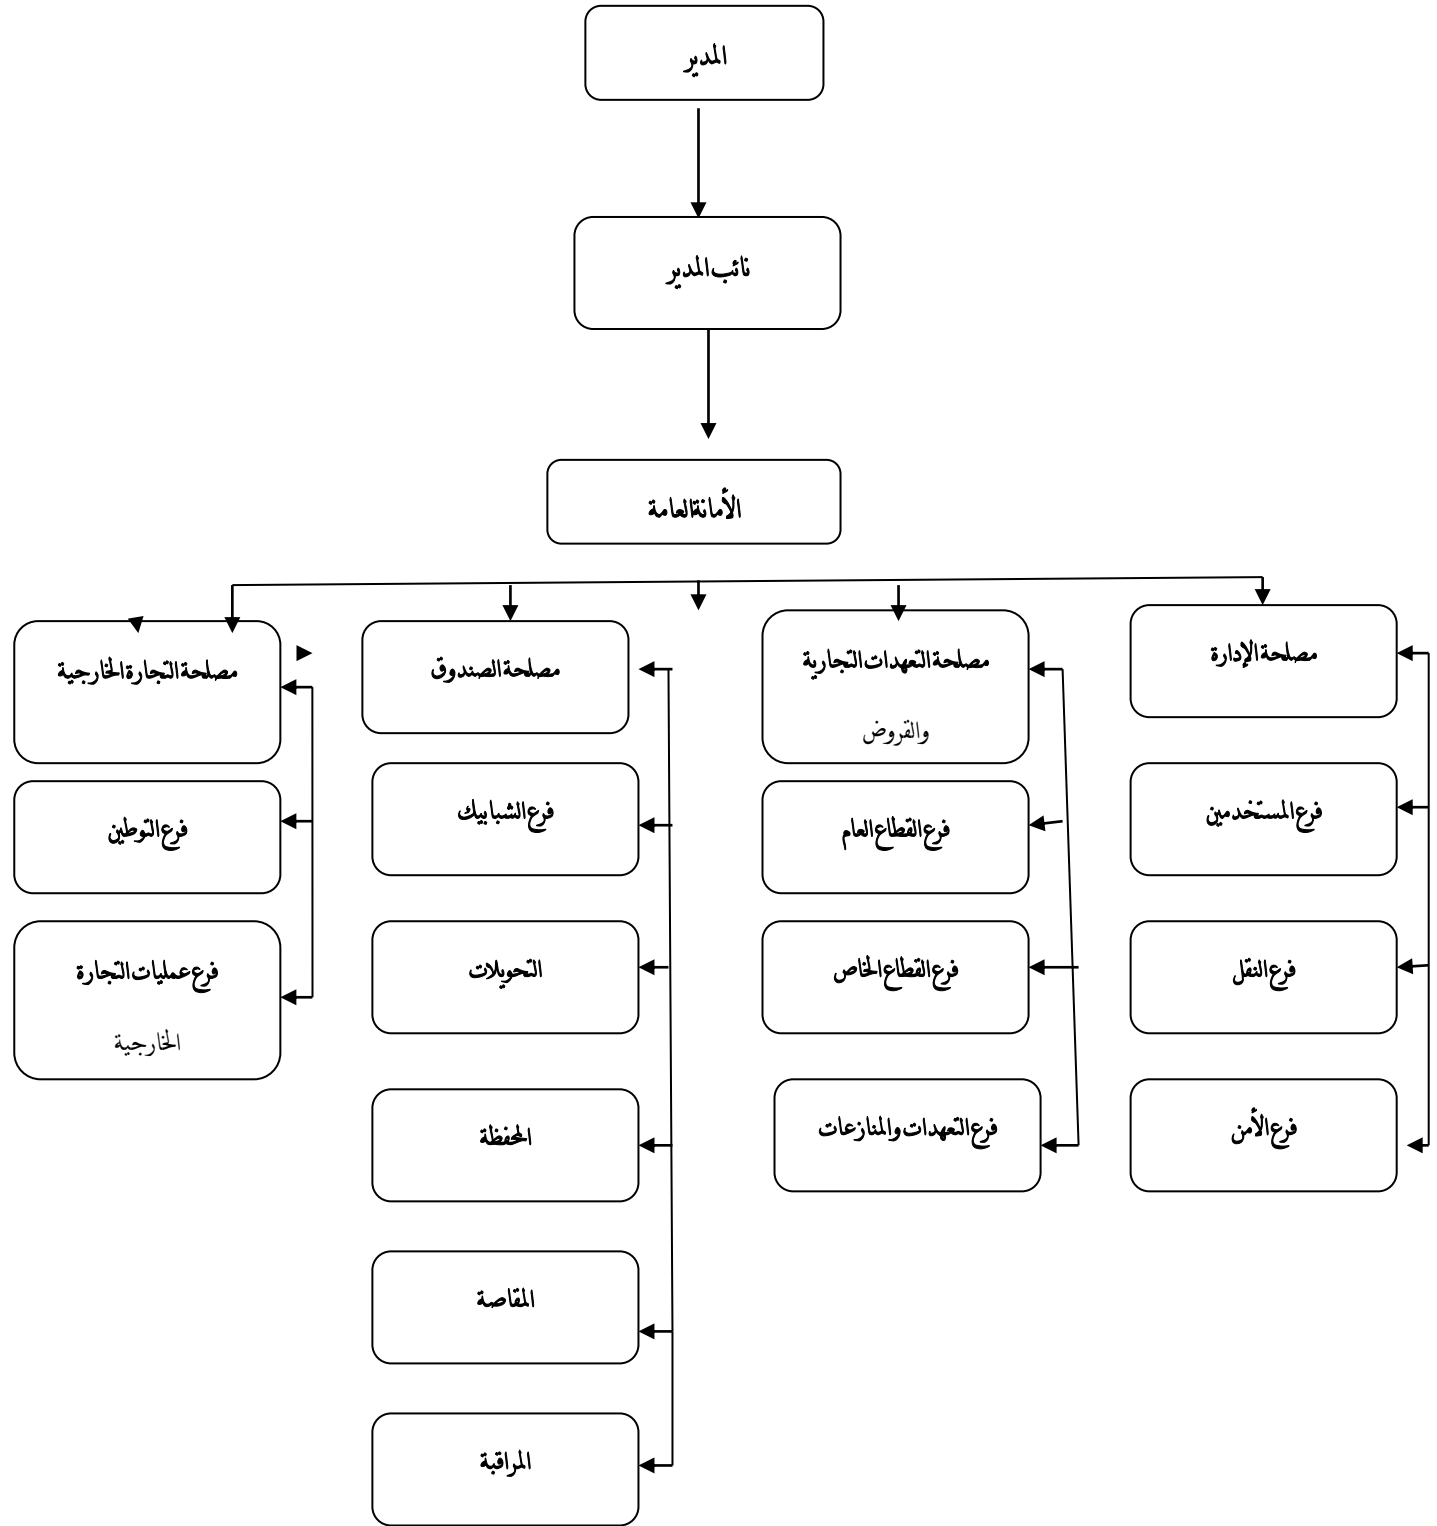 المدير
نائب المدير
الأمانة العامة
مصلحة الإدارة
فرع المستخدمين
فرع النقل
فرع الأمن
مصلحة التعهدات التجارية
والقروض
فرع القطاع العام
فرع القطاع الخاص
فرع التعهدات والمنازعات
مصلحة الصندوق
فرع الشبابيك
التحويلات
المحفظة
المقاصة
المراقبة
مصلحة التجارة الخارجية
فرع التوطين
فرع عمليات التجارة
الخارجية